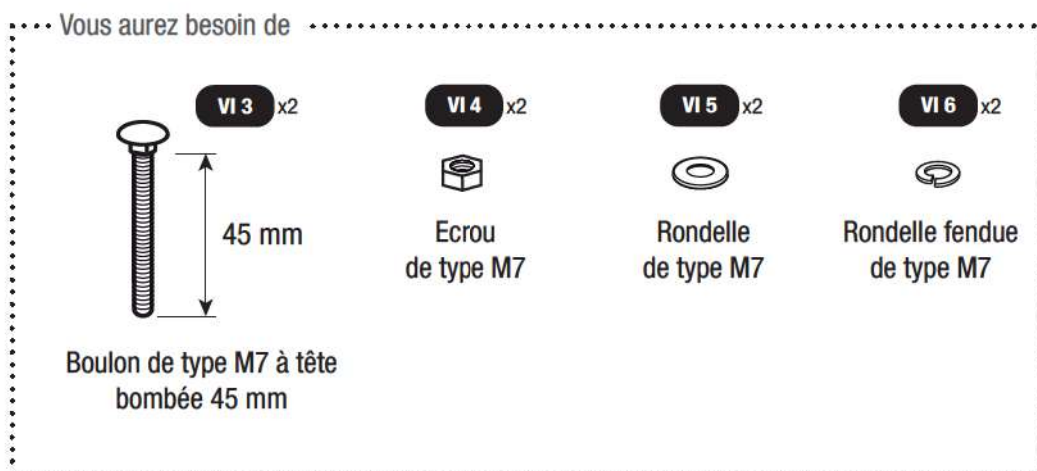 Vous aurez besoin de
VI 3 x2
45 mm
Boulon de type M7 à tête
bombée 45 mm
VI 4 x2
Ecrou
de type M7
VI 5 x2
Rondelle
de type M7
VI 6 x2
Rondelle fendue
de type M7